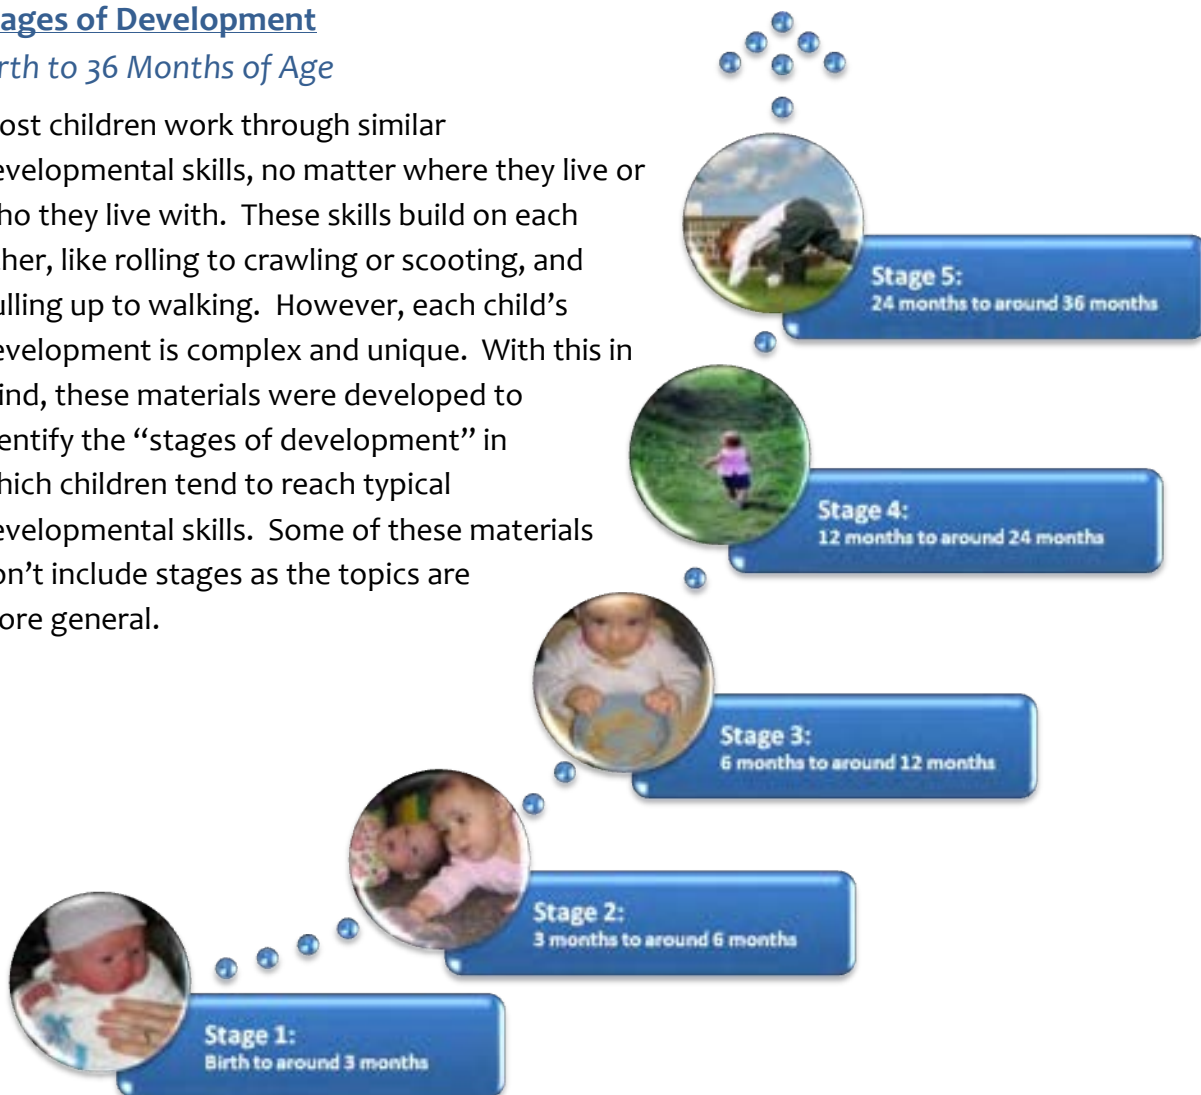 ages of Development
rth to 36 Months of Age
ost children work through similar
evelopmental skills, no matter where they live or
ho they live with.  These skills build on each
ther, like rolling to crawling or scooting, and
ulling up to walking.  However, each child’s
evelopment is complex and unique.  With this in
ind, these materials were developed to
entify the “stages of development” in
hich children tend to reach typical
evelopmental skills.  Some of these materials
on’t include stages as the topics are
ore general.
Stage 5:
24 months to around 36 months
Stage 4:
12 months to around 24 months
Stage 3:
6 months to around 12 months
Stage 2:
3 months to around 6 months
Stage 1:
Birth to around 3 months